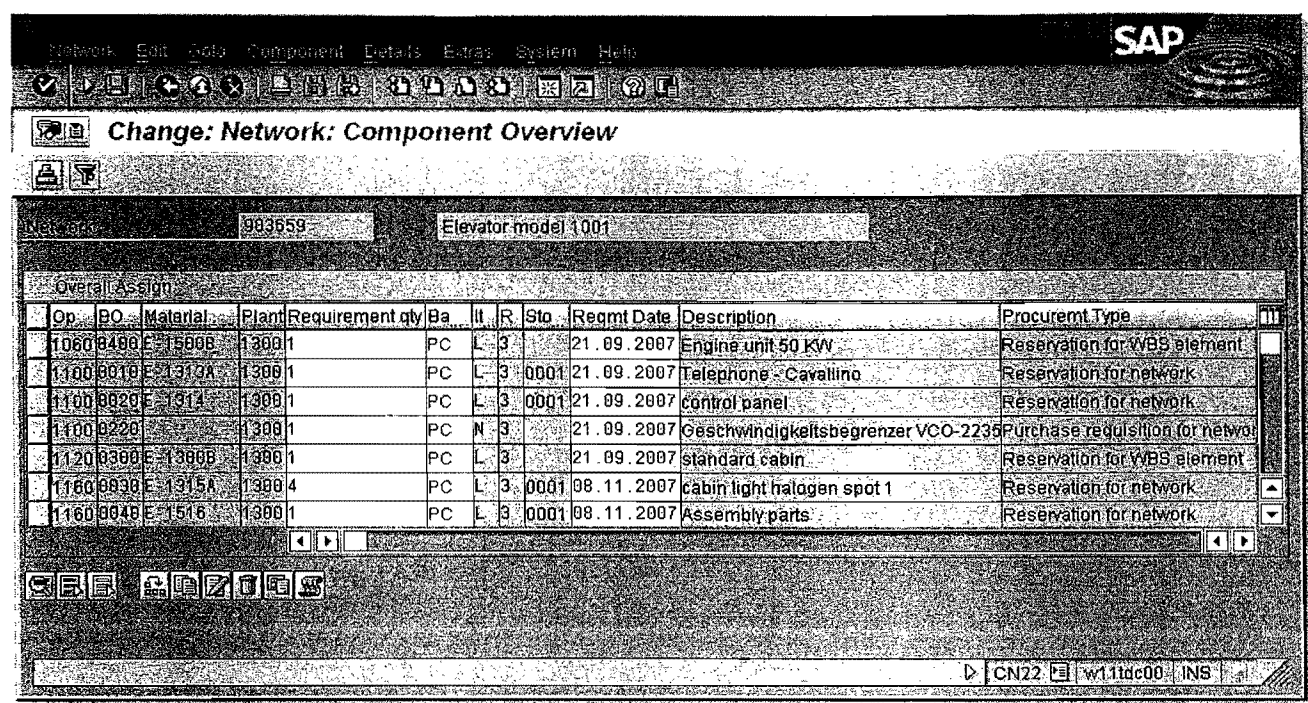 SAP
Network Edit Goto Component Details Extras System Help
Change: Network: Component Overview
Network 983559 Elevator model 1001
Overall Assign.
Op... BO... Material Plant Requirement qty Ba... It R Sto... Reqmt Date Description Procuremt Type
1060 0400 E-1500B 1300 1 PC L 3 21.09.2007 Engine unit 50 KW Reservation for WBS element
1100 0010 E-1313A 1300 1 PC L 3 0001 21.09.2007 Telephone - Cavallino Reservation for network
1100 0020 E-1314 1300 1 PC L 3 0001 21.09.2007 control panel Reservation for network
1100 0220 1300 1 PC N 3 21.09.2007 Geschwindigkeitsbegrenzer VCO-2235 Purchase requisition for netwo
1120 0300 E-1300B 1300 1 PC L 3 21.09.2007 standard cabin Reservation for WBS element
1160 0030 E-1315A 1300 4 PC L 3 0001 08.11.2007 cabin light halogen spot 1 Reservation for network
1160 0040 E-1516 1300 1 PC L 3 0001 08.11.2007 Assembly parts Reservation for network
CN22 w11tdc00 INS